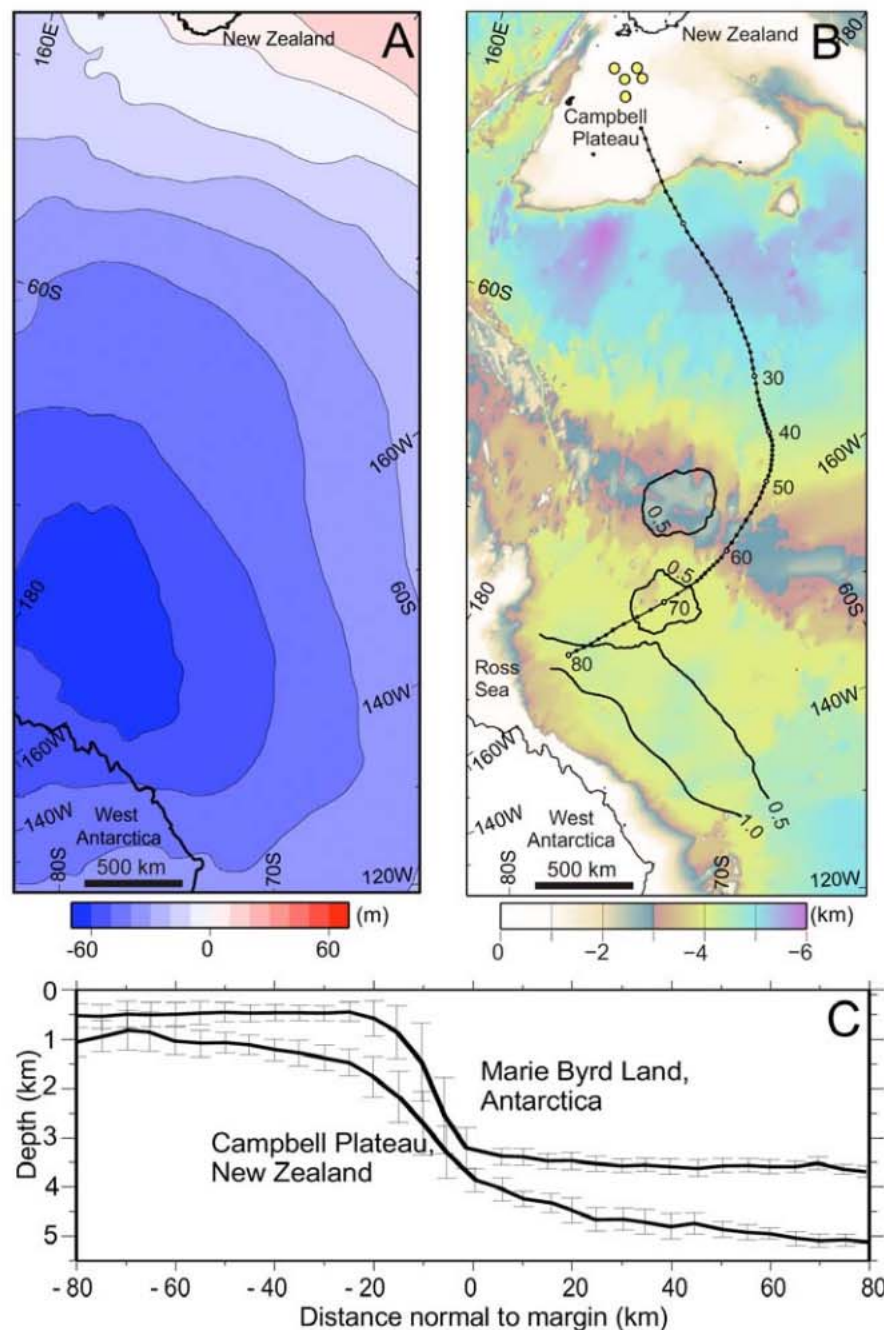 A
New Zealand
160E
60S
160W
60S
180
140W
160W
140W
West
Antarctica
80S
70S
120W
500 km
-60
0
60
(m)
B
160E
New Zealand
180
Campbell
Plateau
60S
30
40
160W
50
0.5
60
0.5
60S
180
70
80
Ross
Sea
140W
160W
0.5
1.0
140W
West
Antarctica
80S
70S
120W
500 km
0
−2
−4
−6
(km)
C
0
1
2
3
4
5
Depth (km)
Marie Byrd Land,
Antarctica
Campbell Plateau,
New Zealand
- 80
- 60
- 40
- 20
0
20
40
60
80
Distance normal to margin (km)